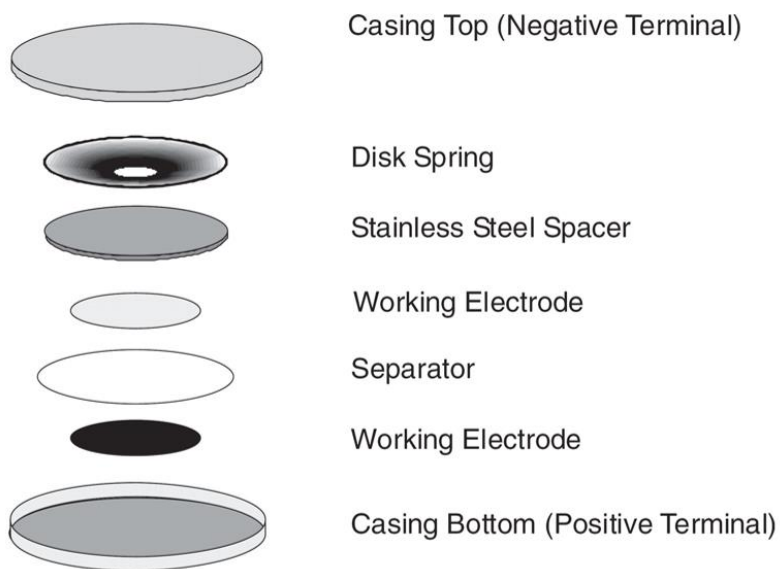 Casing Top (Negative Terminal)
Disk Spring
Stainless Steel Spacer
Working Electrode
Separator
Working Electrode
Casing Bottom (Positive Terminal)